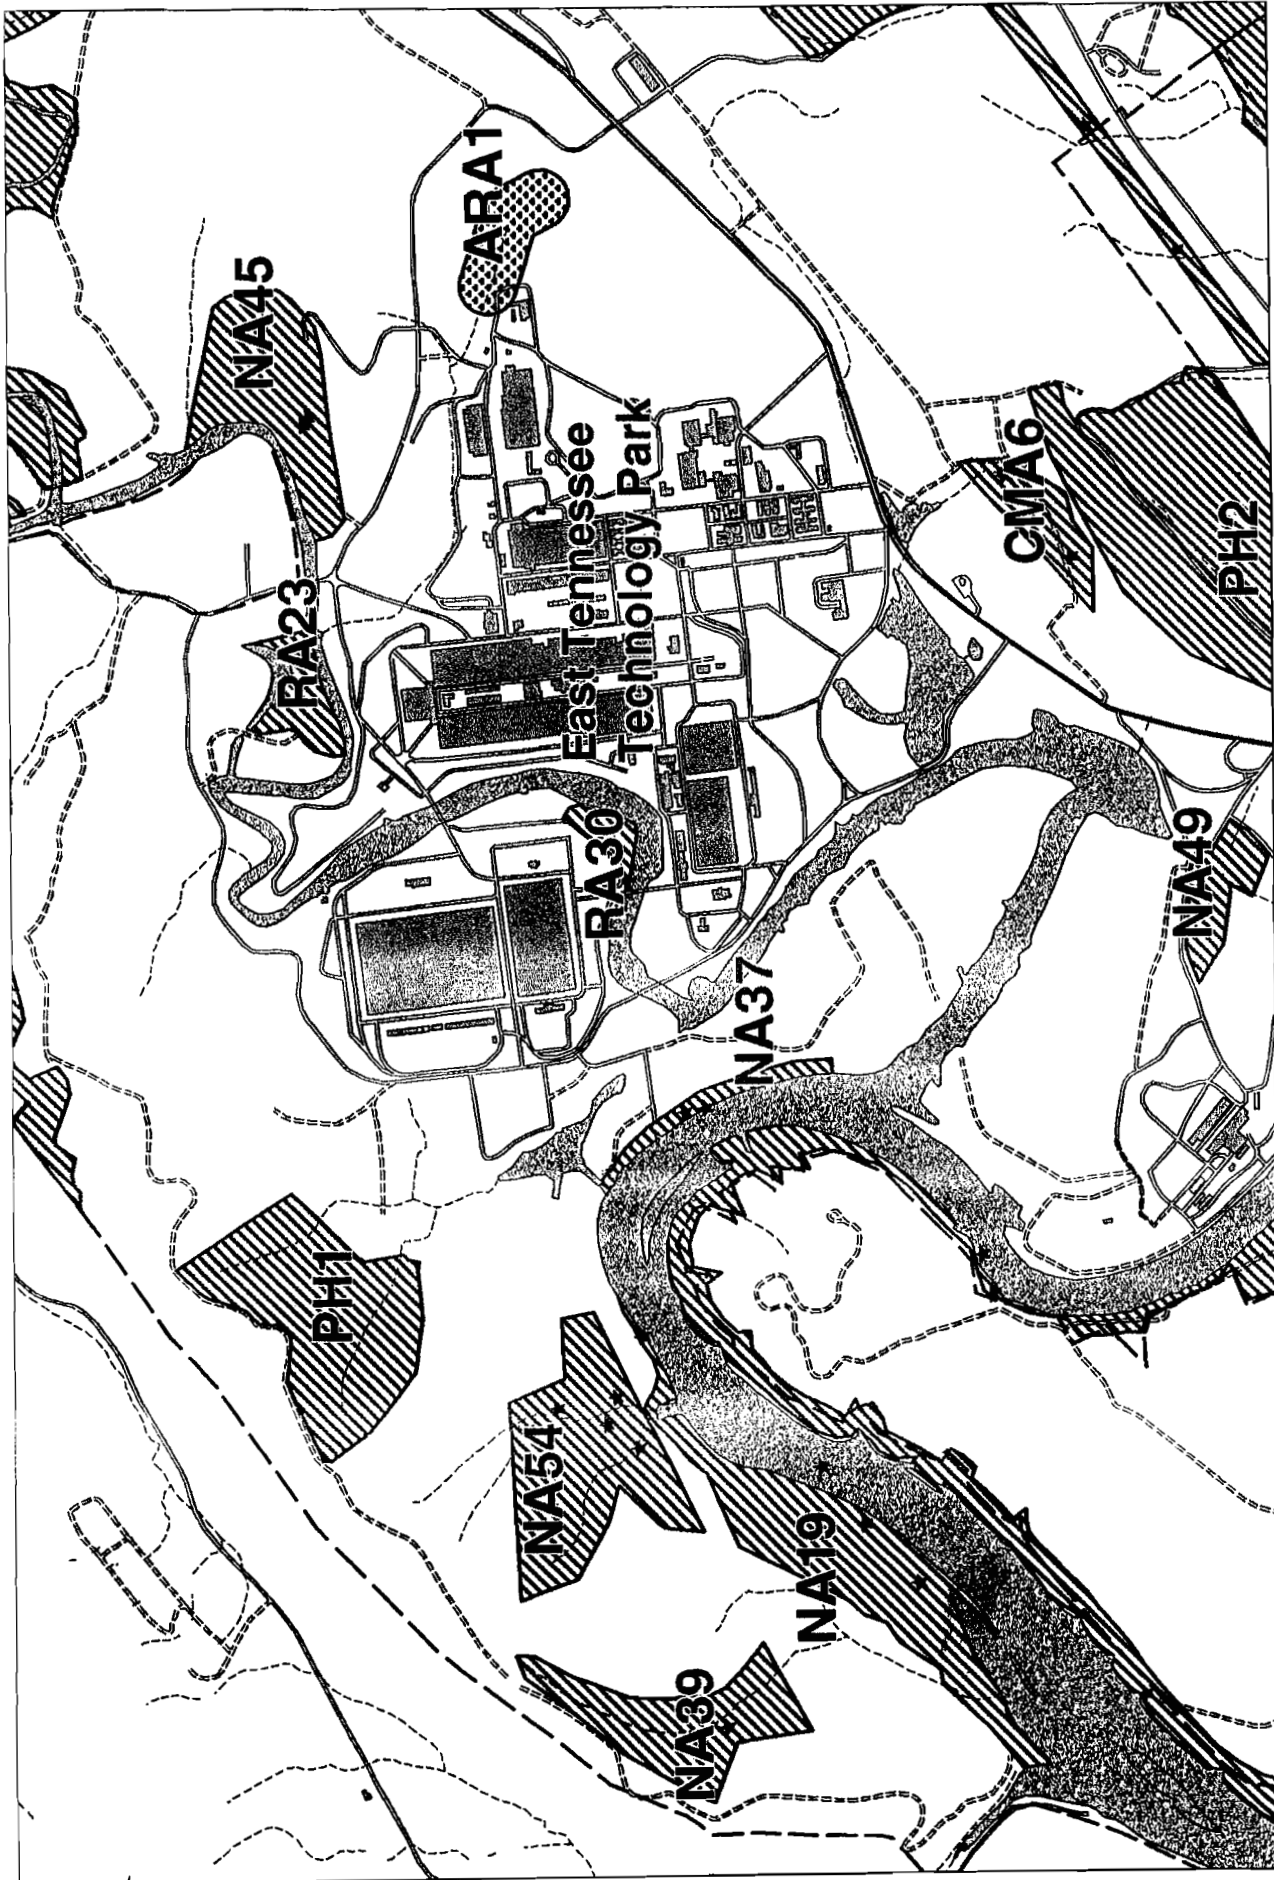 ARA1
NA45
RA23
East Tennessee
Technology Park
CMA6
PH2
RA30
NA49
NA37
PH1
NA54
NA19
NA39